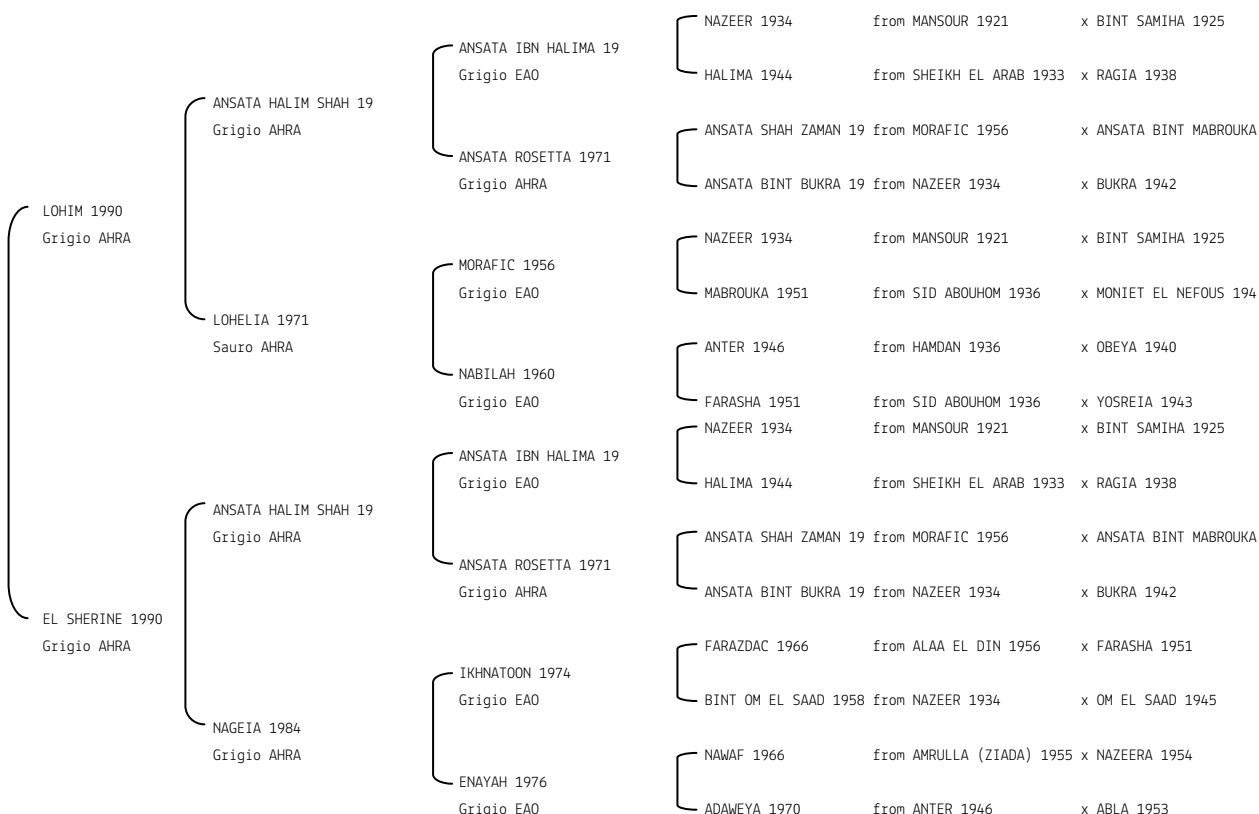 NAZEER 1934 from MANSOUR 1921 x BINT SAMIHA 1925
ANSATA IBN HALIMA 19
Grigio EAO
HALIMA 1944 from SHEIKH EL ARAB 1933 x RAGIA 1938
ANSATA HALIM SHAH 19
Grigio AHRA
ANSATA SHAH ZAMAN 19 from MORAFIC 1956 x ANSATA BINT MABROUKA
ANSATA ROSETTA 1971
Grigio AHRA
ANSATA BINT BUKRA 19 from NAZEER 1934 x BUKRA 1942
LOHIM 1990
Grigio AHRA
NAZEER 1934 from MANSOUR 1921 x BINT SAMIHA 1925
MORAFIC 1956
Grigio EAO
MABROUKA 1951 from SID ABOUHOM 1936 x MONIET EL NEFOUS 194
LOHELIA 1971
Sauro AHRA
ANTER 1946 from HAMDAN 1936 x OBEYA 1940
NABILAH 1960
Grigio EAO
FARASHA 1951 from SID ABOUHOM 1936 x YOSREIA 1943
NAZEER 1934 from MANSOUR 1921 x BINT SAMIHA 1925
ANSATA IBN HALIMA 19
Grigio EAO
HALIMA 1944 from SHEIKH EL ARAB 1933 x RAGIA 1938
ANSATA HALIM SHAH 19
Grigio AHRA
ANSATA SHAH ZAMAN 19 from MORAFIC 1956 x ANSATA BINT MABROUKA
ANSATA ROSETTA 1971
Grigio AHRA
ANSATA BINT BUKRA 19 from NAZEER 1934 x BUKRA 1942
EL SHERINE 1990
Grigio AHRA
FARAZDAC 1966 from ALAA EL DIN 1956 x FARASHA 1951
IKHNATOON 1974
Grigio EAO
BINT OM EL SAAD 1958 from NAZEER 1934 x OM EL SAAD 1945
NAGEIA 1984
Grigio AHRA
NAWAF 1966 from AMRULLA (ZIADA) 1955 x NAZEERA 1954
ENAYAH 1976
Grigio EAO
ADAWEYA 1970 from ANTER 1946 x ABLA 1953